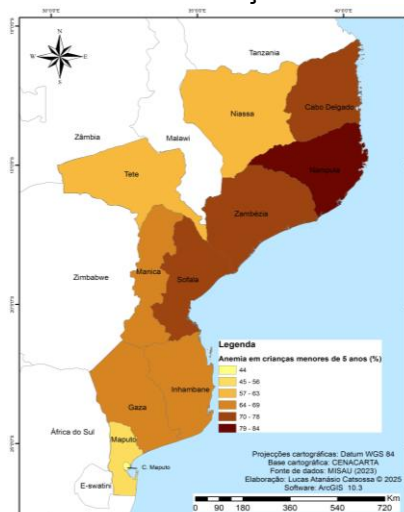 N
W E
S
Tanzania
Cabo Delgado
Niassa
Zâmbia
Malawi
Nampula
Tete
Zambézia
Manica
Sofala
Zimbabwe
Inhambane
Gaza
África do Sul
Maputo
C. Maputo
E-swatini
Legenda
Anemia em crianças menores de 5 anos (%)
44
45 - 56
57 - 63
64 - 69
70 - 78
79 - 84
Projecções cartográficas: Datum WGS 84
Base cartográfica: CENACARTA
Fonte de dados: MISAU (2023)
Elaboração: Lucas Atanásio Catsossa © 2025
Software: ArcGIS 10.3
Km
0 90 180 360 540 720